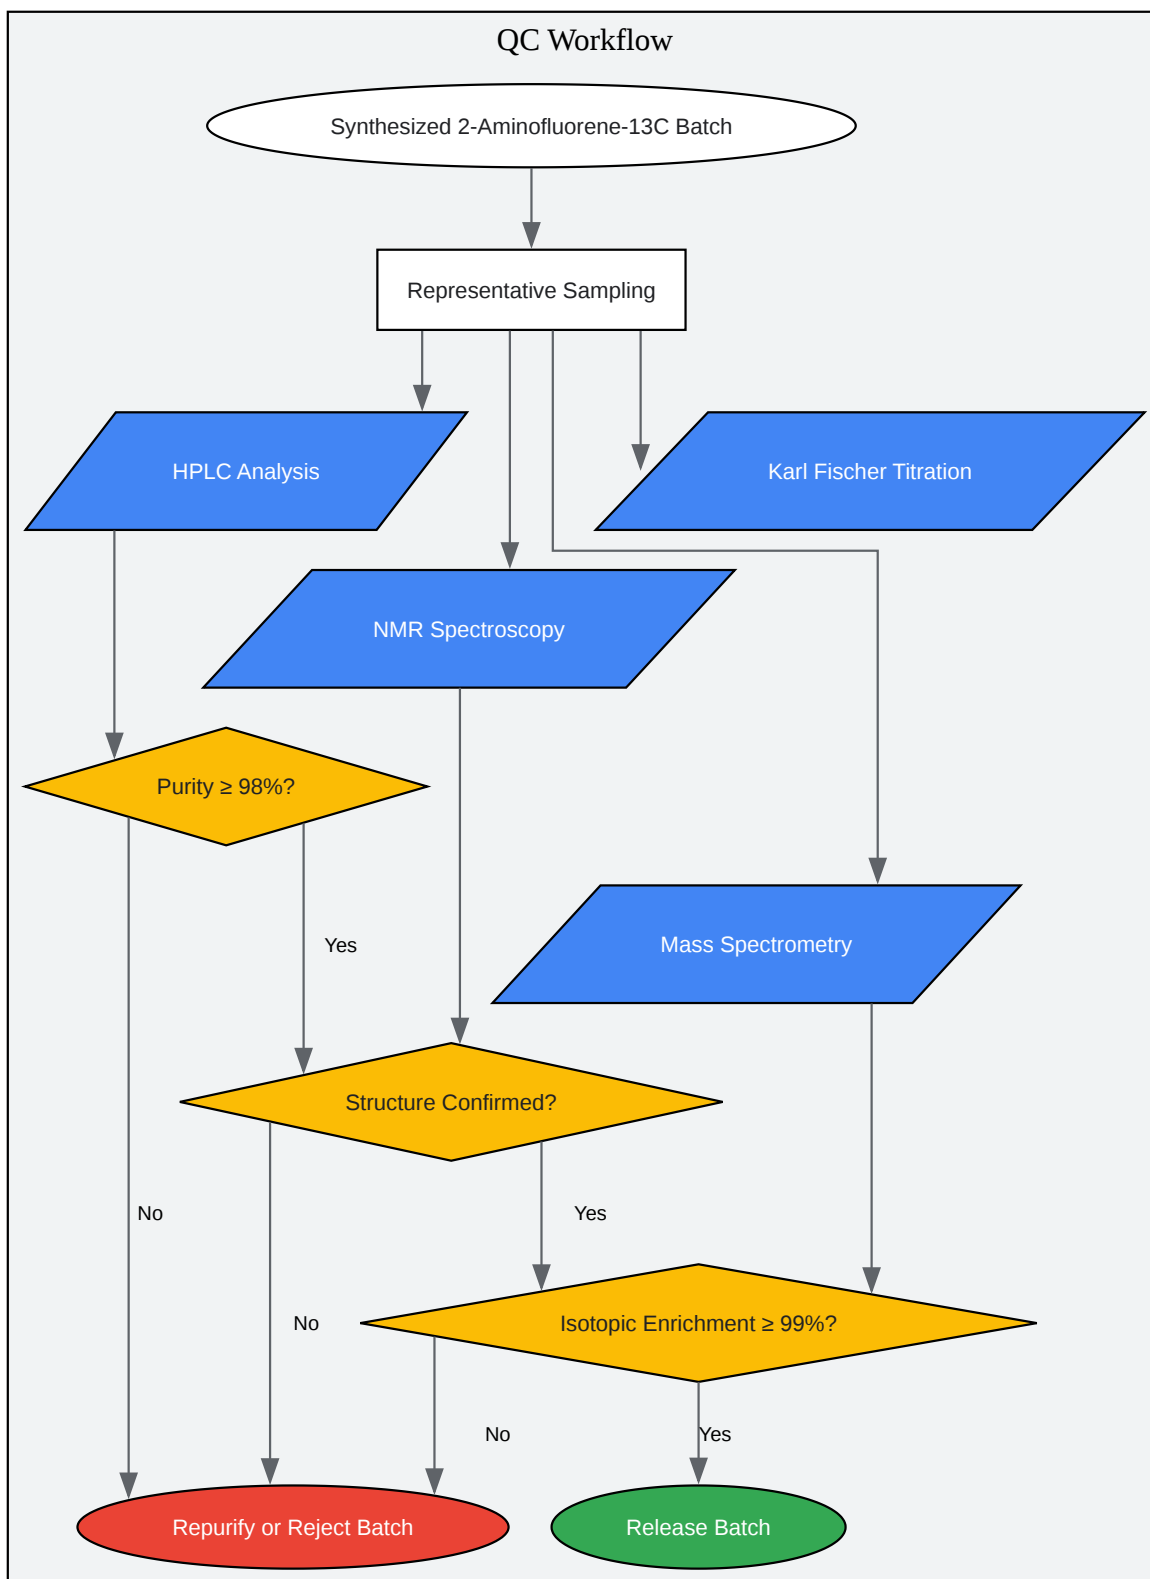 QC Workflow
Synthesized 2-Aminofluorene-13C Batch
Representative Sampling
HPLC Analysis
Karl Fischer Titration
NMR Spectroscopy
Purity ≥ 98%?
Yes
Mass Spectrometry
Structure Confirmed?
No
Yes
No
Isotopic Enrichment ≥ 99%?
No
Yes
Repurify or Reject Batch
Release Batch